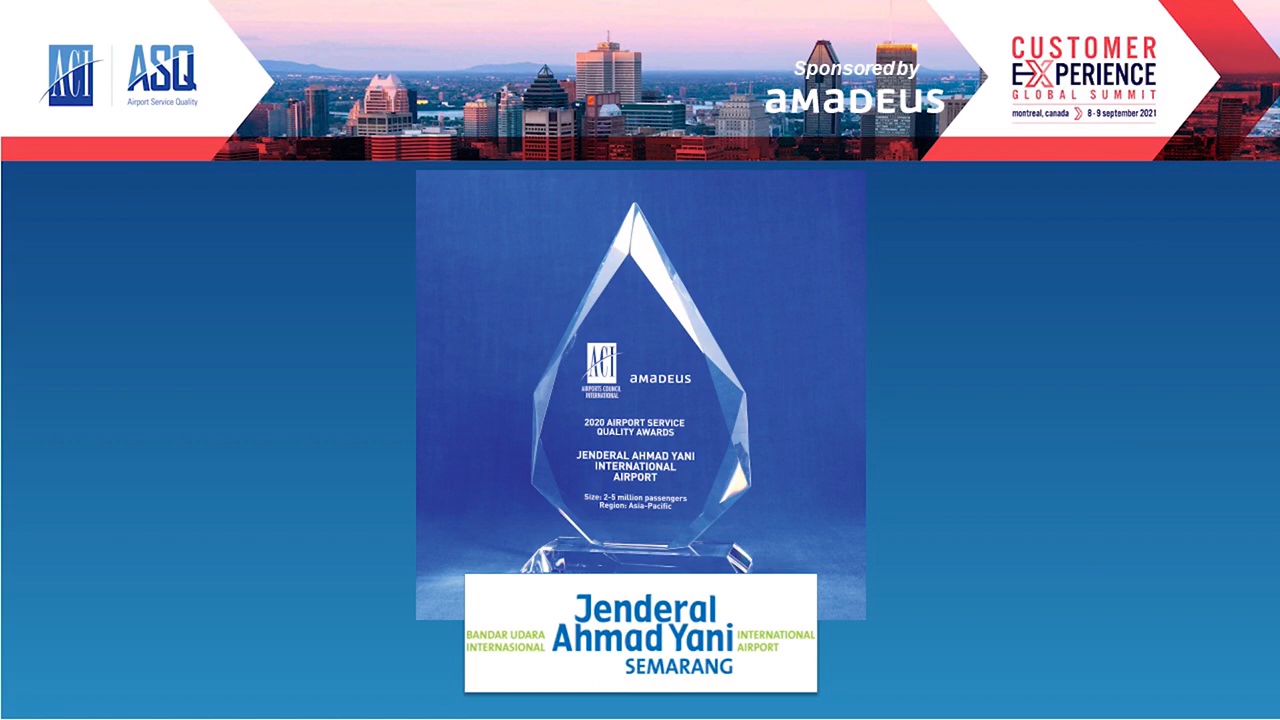 ACI
ASQ
Airport Service Quality
Sponsored by
amadeus
CUSTOMER
EXPERIENCE
GLOBAL SUMMIT
montreal, canada 8 - 9 september 2021
ACI
AIRPORTS COUNCIL
INTERNATIONAL
amadeus
2020 AIRPORT SERVICE
QUALITY AWARDS
JENDERAL AHMAD YANI
INTERNATIONAL
AIRPORT
Size: 2-5 million passengers
Region: Asia-Pacific
BANDAR UDARA
INTERNASIONAL
Jenderal
Ahmad Yani
SEMARANG
INTERNATIONAL
AIRPORT